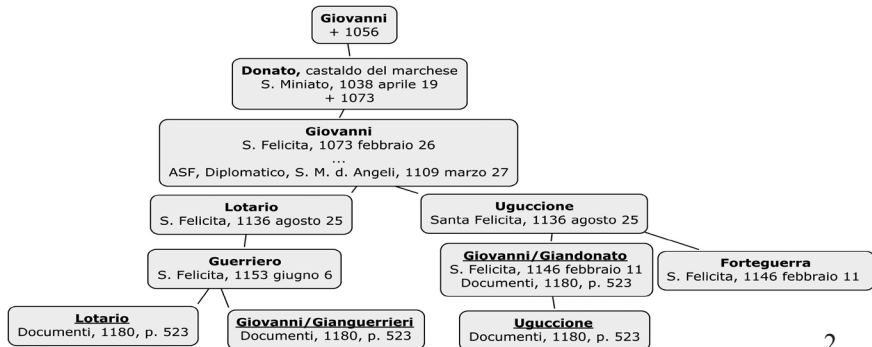 Giovanni
+ 1056
Donato, castaldo del marchese
S. Miniato, 1038 aprile 19
+ 1073
Giovanni
S. Felicita, 1073 febbraio 26
...
ASF, Diplomatico, S. M. d. Angeli, 1109 marzo 27
Lotario
S. Felicita, 1136 agosto 25
Uguccione
Santa Felicita, 1136 agosto 25
Guerriero
S. Felicita, 1153 giugno 6
Giovanni/Giandonato
S. Felicita, 1146 febbraio 11
Documenti, 1180, p. 523
Forteguerra
S. Felicita, 1146 febbraio 11
Lotario
Documenti, 1180, p. 523
Giovanni/Gianguerrieri
Documenti, 1180, p. 523
Uguccione
Documenti, 1180, p. 523
2